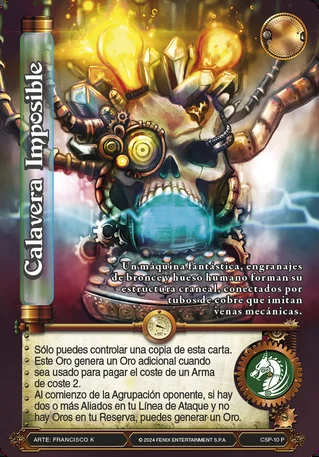 Calavera Imposible
Un máquina fantástica, engranajes
de bronce y hueso humano forman su
estructura craneal, conectados por
tubos de cobre que imitan
venas mecánicas.
Sólo puedes controlar una copia de esta carta.
Este Oro genera un Oro adicional cuando
sea usado para pagar el coste de un Arma
de coste 2.
Al comienzo de la Agrupación oponente, si hay
dos o más Aliados en tu Línea de Ataque y no
hay Oros en tu Reserva, puedes generar un Oro.
ARTE: FRANCISCO K
© 2024 FENIX ENTERTAINMENT S.P.A.
CSP-10 P